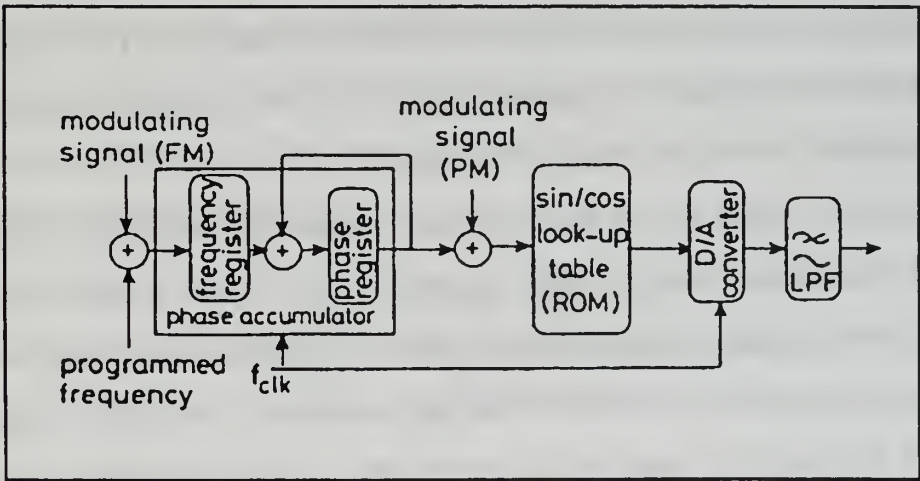 modulating
signal (FM)
frequency
register
phase
register
phase accumulator
programmed
frequency
fclk
modulating
signal
(PM)
sin/cos
look-up
table
(ROM)
D/A
converter
LPF